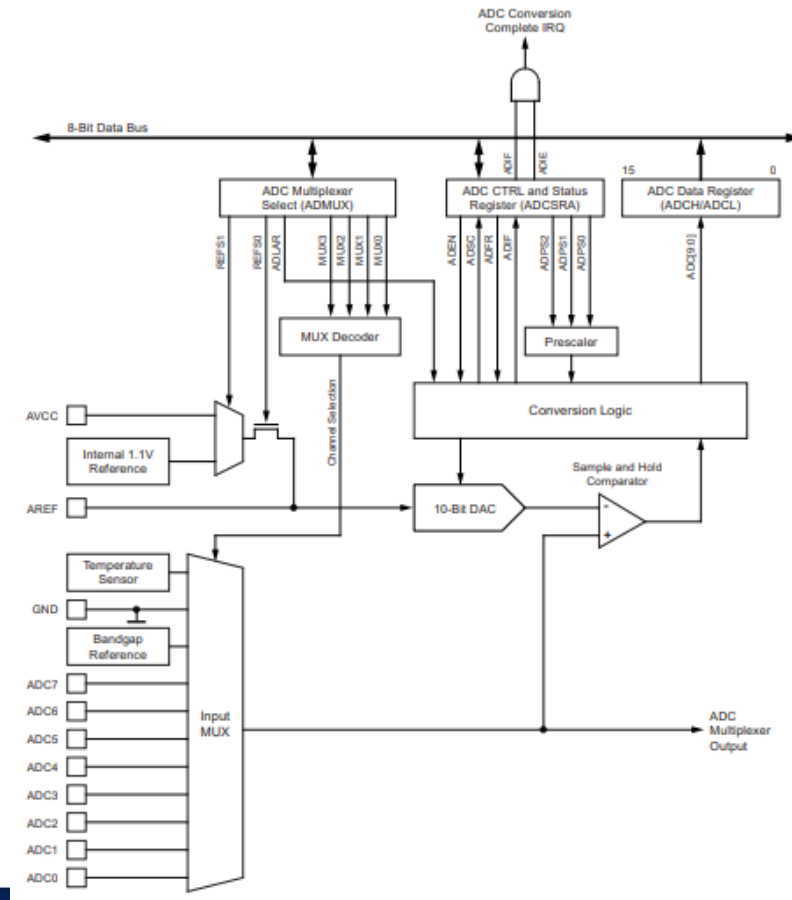 ADC Conversion
Complete IRQ
8-Bit Data Bus
ADIF
ADIE
15
0
ADC Multiplexer
Select (ADMUX)
ADC CTRL and Status
Register (ADCSRA)
ADC Data Register
(ADCH/ADCL)
REFS1
REFS0
ADLAR
MUX3
MUX2
MUX1
MUX0
ADEN
ADSC
ADFR
ADIF
ADPS2
ADPS1
ADPS0
ADC[9:0]
MUX Decoder
Prescaler
Channel Selection
Conversion Logic
AVCC
Internal 1.1V
Reference
Sample and Hold
Comparator
AREF
10-Bit DAC
-
+
Temperature
Sensor
GND
Bandgap
Reference
ADC7
ADC6
ADC5
ADC4
ADC3
ADC2
ADC1
ADC0
Input
MUX
ADC
Multiplexer
Output